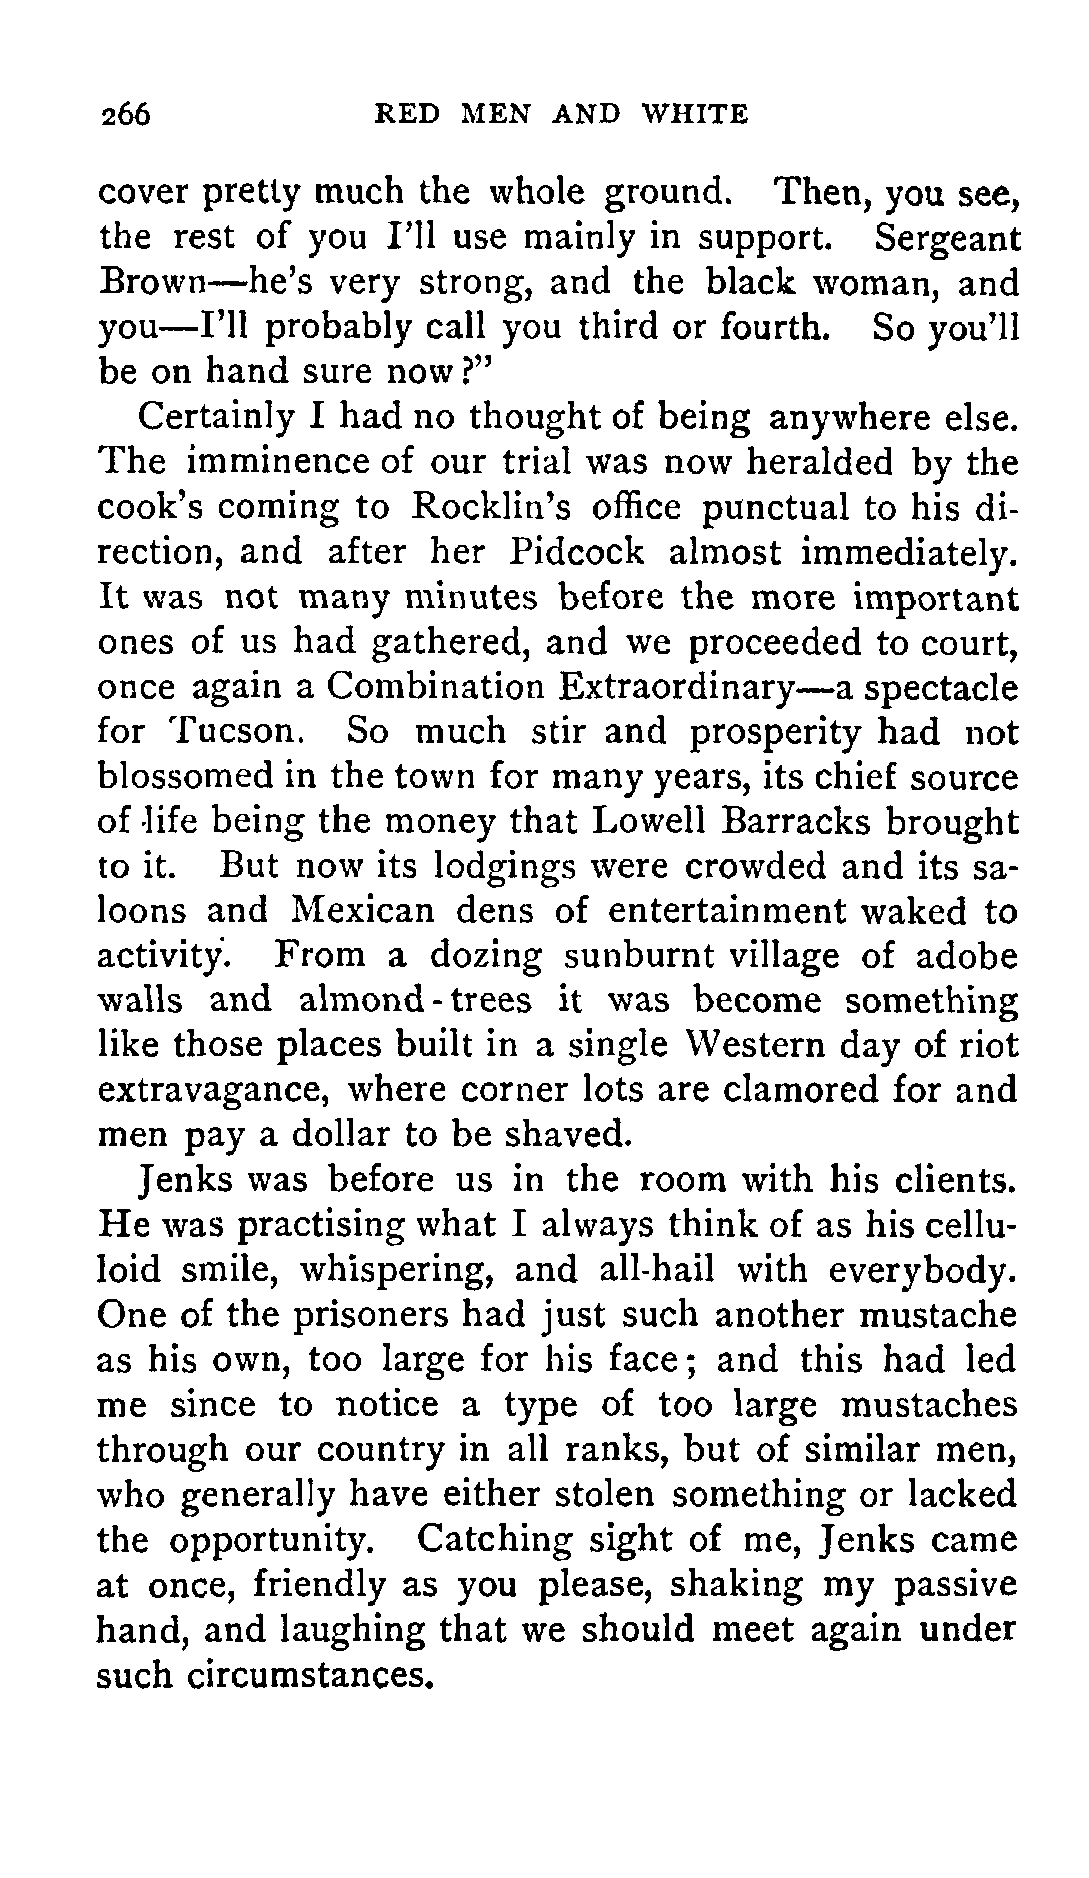 266 RED MEN AND WHITE
cover pretty much the whole ground. Then, you see,
the rest of you I'll use mainly in support. Sergeant
Brown—he's very strong, and the black woman, and
you—I'll probably call you third or fourth. So you'll
be on hand sure now?"
Certainly I had no thought of being anywhere else.
The imminence of our trial was now heralded by the
cook's coming to Rocklin's office punctual to his di-
rection, and after her Pidcock almost immediately.
It was not many minutes before the more important
ones of us had gathered, and we proceeded to court,
once again a Combination Extraordinary—a spectacle
for Tucson. So much stir and prosperity had not
blossomed in the town for many years, its chief source
of life being the money that Lowell Barracks brought
to it. But now its lodgings were crowded and its sa-
loons and Mexican dens of entertainment waked to
activity. From a dozing sunburnt village of adobe
walls and almond-trees it was become something
like those places built in a single Western day of riot
extravagance, where corner lots are clamored for and
men pay a dollar to be shaved.
Jenks was before us in the room with his clients.
He was practising what I always think of as his cellu-
loid smile, whispering, and all-hail with everybody.
One of the prisoners had just such another mustache
as his own, too large for his face; and this had led
me since to notice a type of too large mustaches
through our country in all ranks, but of similar men,
who generally have either stolen something or lacked
the opportunity. Catching sight of me, Jenks came
at once, friendly as you please, shaking my passive
hand, and laughing that we should meet again under
such circumstances.